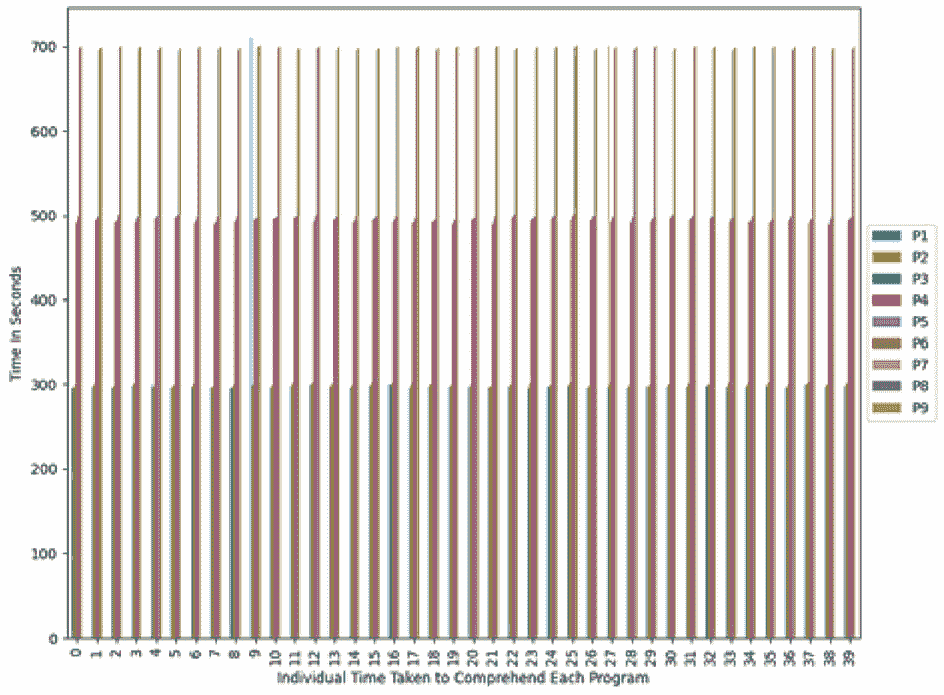 700
600
500
400
300
200
100
0
Time In Seconds
0 1 2 3 4 5 6 7 8 9 10 11 12 13 14 15 16 17 18 19 20 21 22 23 24 25 26 27 28 29 30 31 32 33 34 35 36 37 38 39
Individual Time Taken to Comprehend Each Program
P1
P2
P3
P4
P5
P6
P7
P8
P9